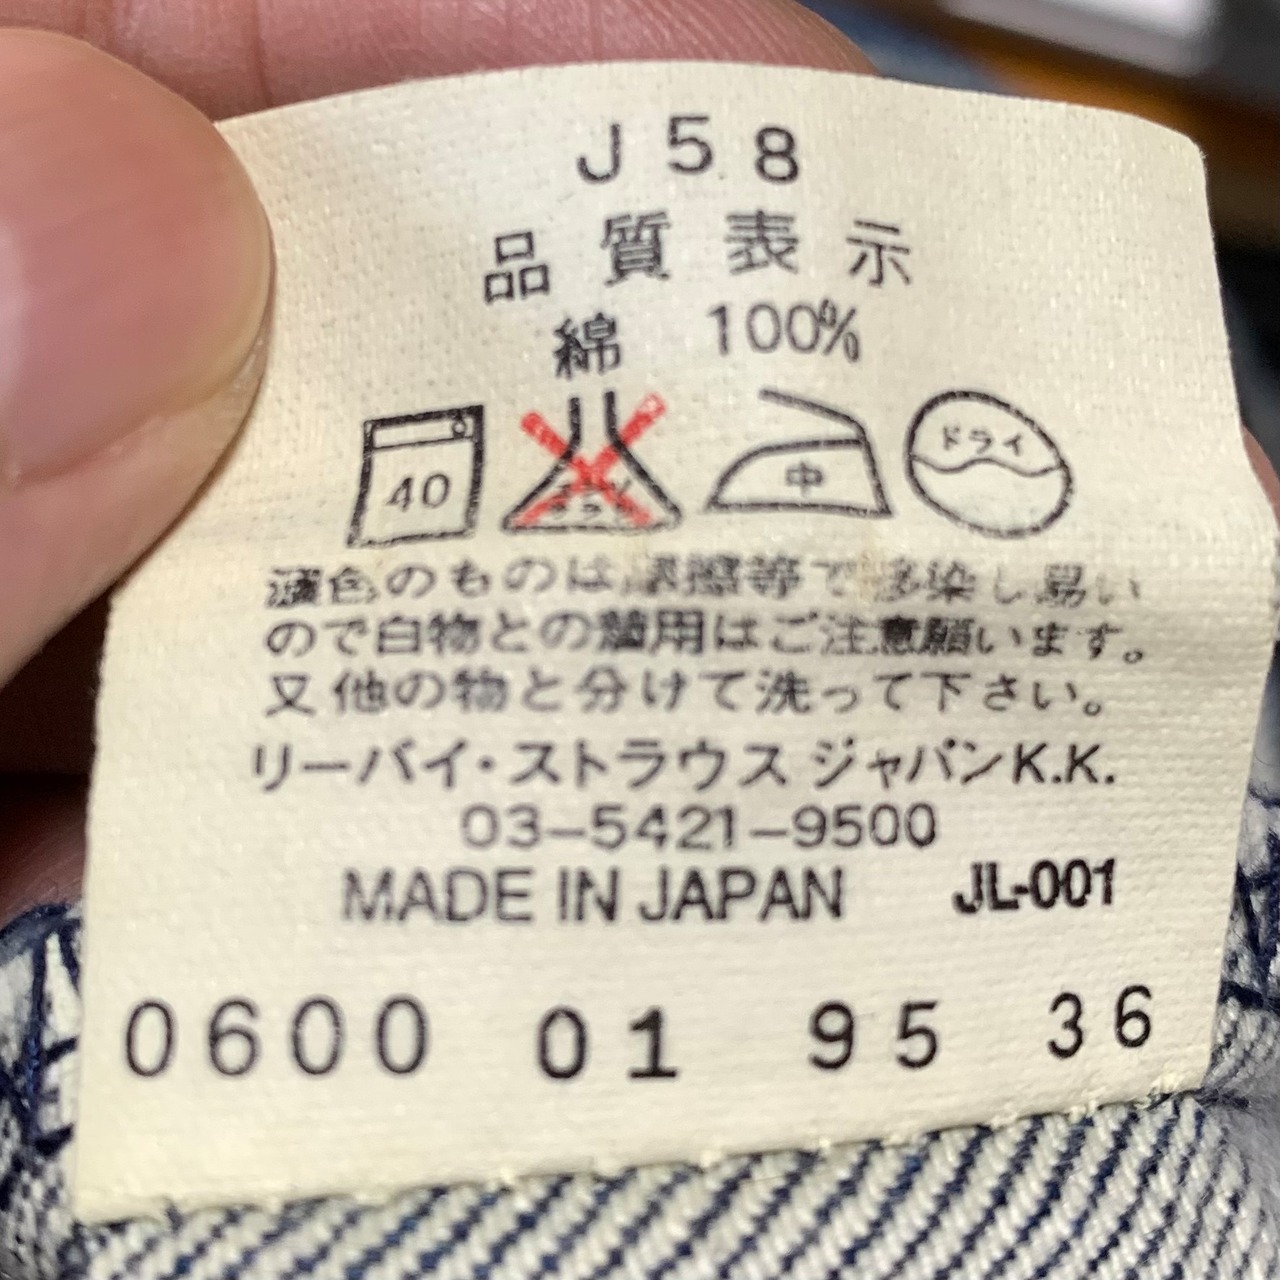 J58
品質表示
綿 100%
40 中 ドライ
濃色のものは摩擦等で移染し易い
ので白物との着用はご注意願います。
又他の物と分けて洗って下さい。
リーバイ・ストラウス ジャパンK.K.
03-5421-9500
MADE IN JAPAN JL-001
0600 01 95 36